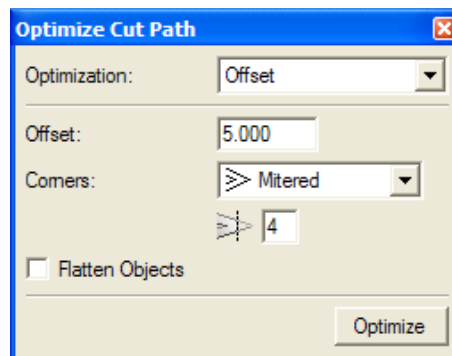 Optimize Cut Path
Optimization: Offset
Offset: 5.000
Corners: Mitered
4
Flatten Objects
Optimize